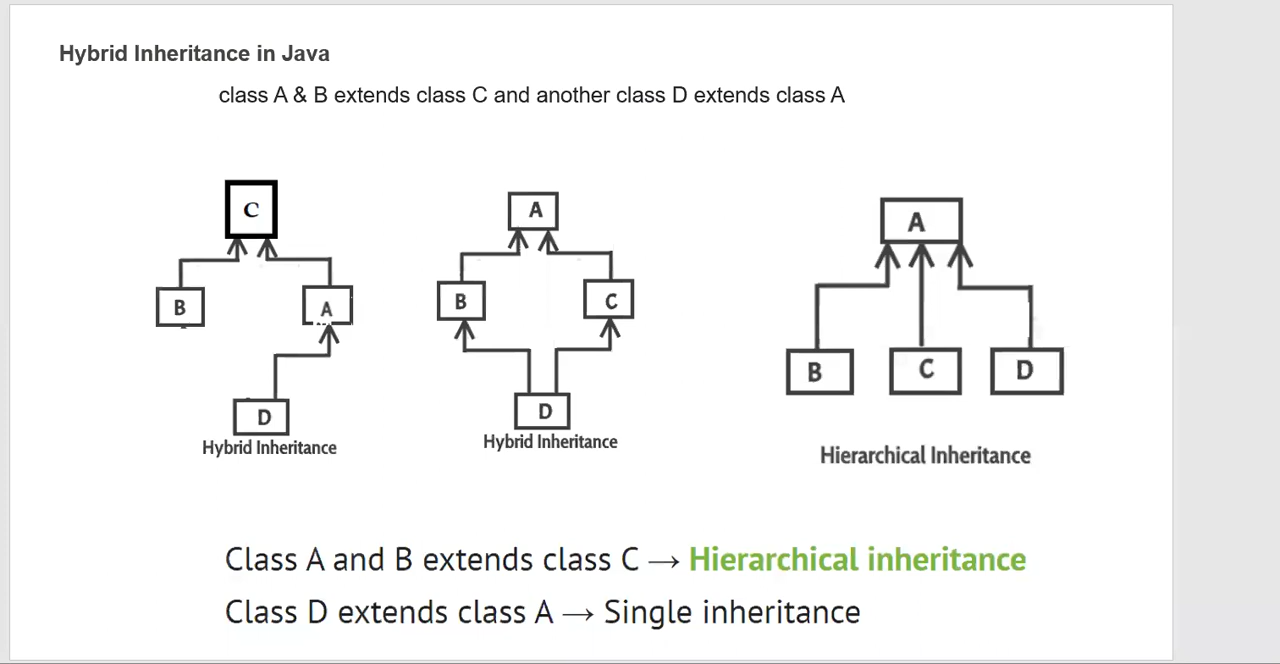 Hybrid Inheritance in Java
class A & B extends class C and another class D extends class A
C
B
A
D
Hybrid Inheritance
A
B
C
D
Hybrid Inheritance
A
B
C
D
Hierarchical Inheritance
Class A and B extends class C → Hierarchical inheritance
Class D extends class A → Single inheritance